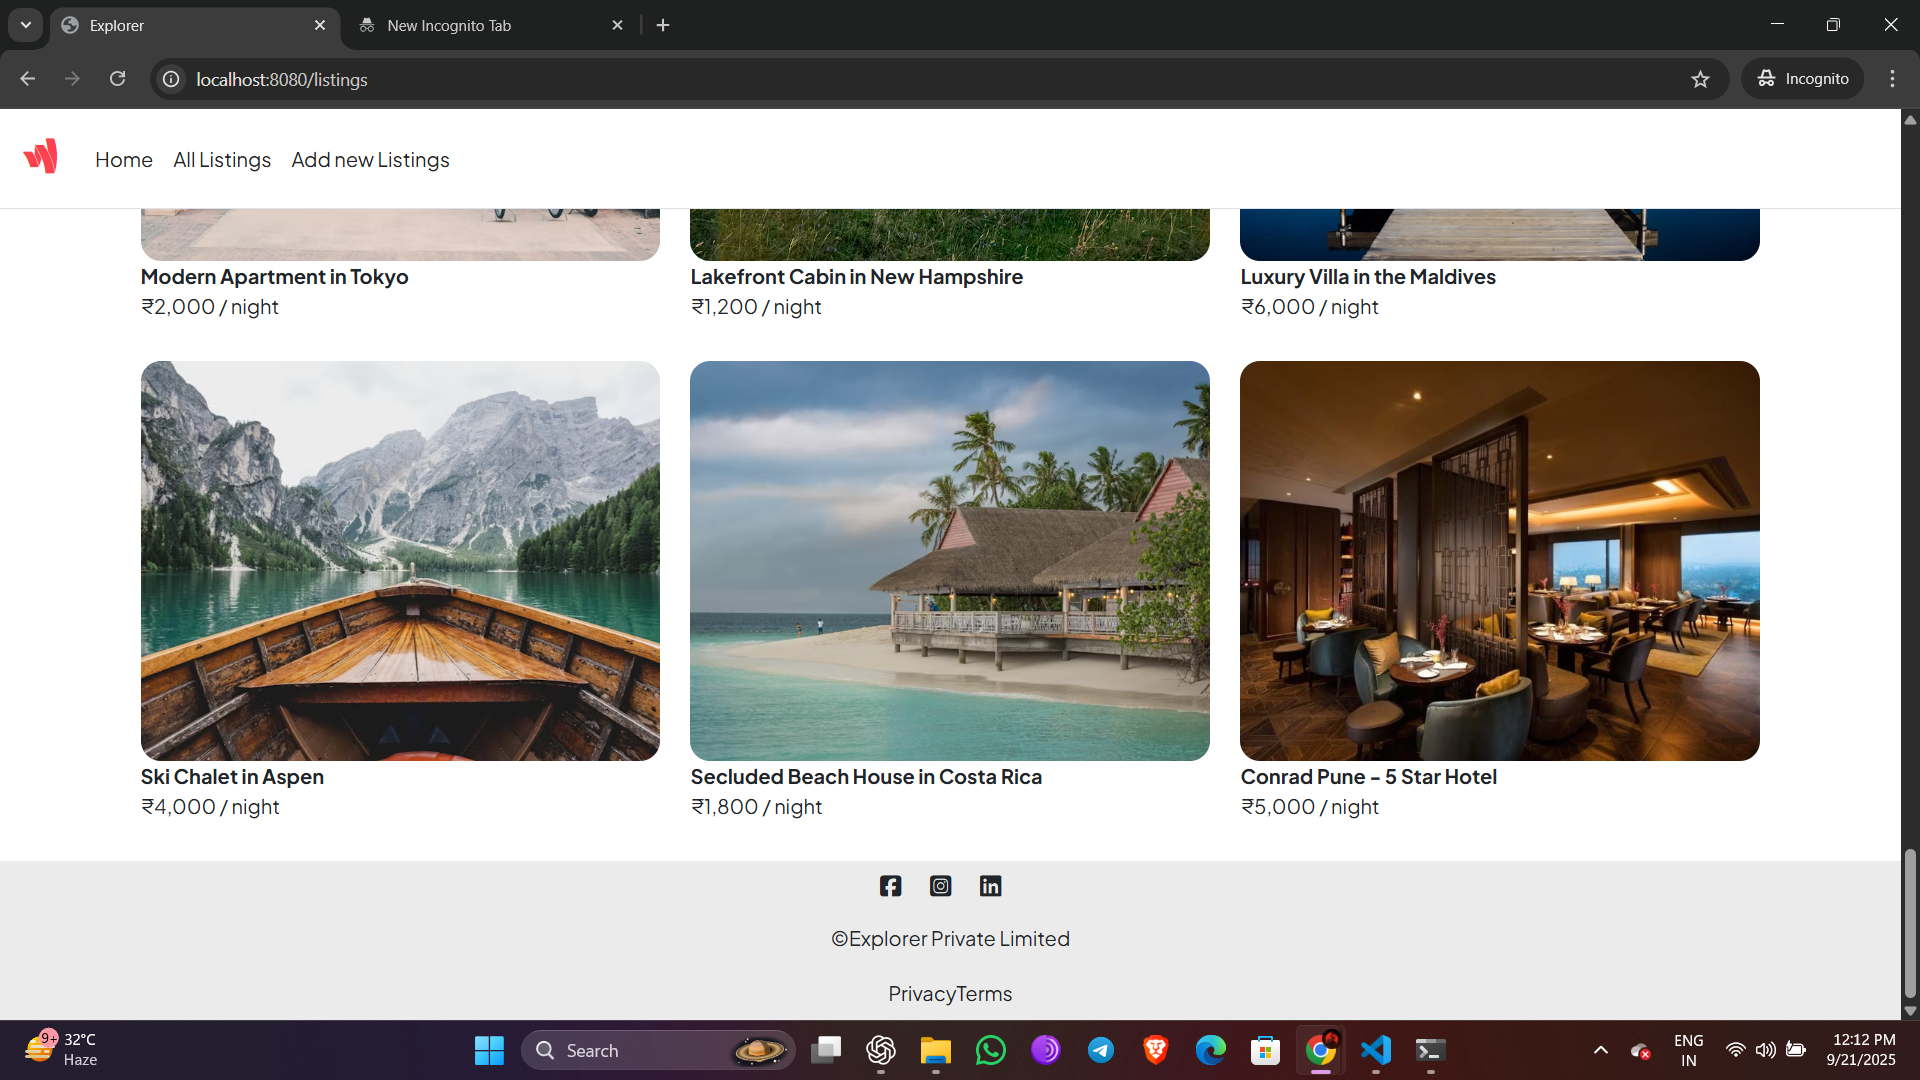 Explorer
New Incognito Tab
localhost:8080/listings
Incognito
Home
All Listings
Add new Listings
Modern Apartment in Tokyo
₹2,000 / night
Lakefront Cabin in New Hampshire
₹1,200 / night
Luxury Villa in the Maldives
₹6,000 / night
Ski Chalet in Aspen
₹4,000 / night
Secluded Beach House in Costa Rica
₹1,800 / night
Conrad Pune - 5 Star Hotel
₹5,000 / night
©Explorer Private Limited
PrivacyTerms
9+
32°C
Haze
Search
ENG
IN
12:12 PM
9/21/2025